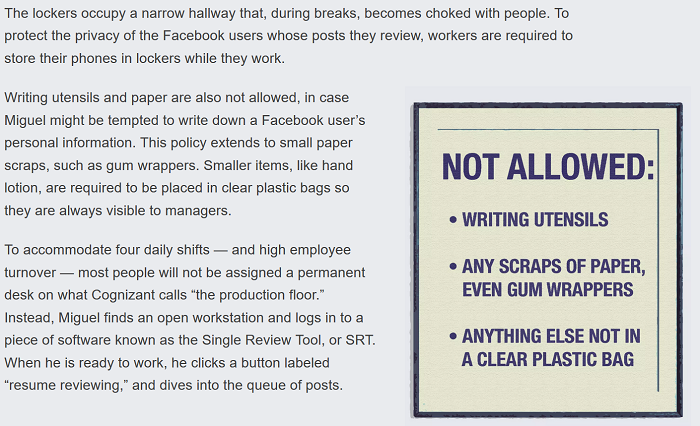 The lockers occupy a narrow hallway that, during breaks, becomes choked with people. To
protect the privacy of the Facebook users whose posts they review, workers are required to
store their phones in lockers while they work.
Writing utensils and paper are also not allowed, in case
Miguel might be tempted to write down a Facebook user’s
personal information. This policy extends to small paper
scraps, such as gum wrappers. Smaller items, like hand
lotion, are required to be placed in clear plastic bags so
they are always visible to managers.
To accommodate four daily shifts — and high employee
turnover — most people will not be assigned a permanent
desk on what Cognizant calls “the production floor.”
Instead, Miguel finds an open workstation and logs in to a
piece of software known as the Single Review Tool, or SRT.
When he is ready to work, he clicks a button labeled
“resume reviewing,” and dives into the queue of posts.
NOT ALLOWED:
• WRITING UTENSILS
• ANY SCRAPS OF PAPER,
EVEN GUM WRAPPERS
• ANYTHING ELSE NOT IN
A CLEAR PLASTIC BAG